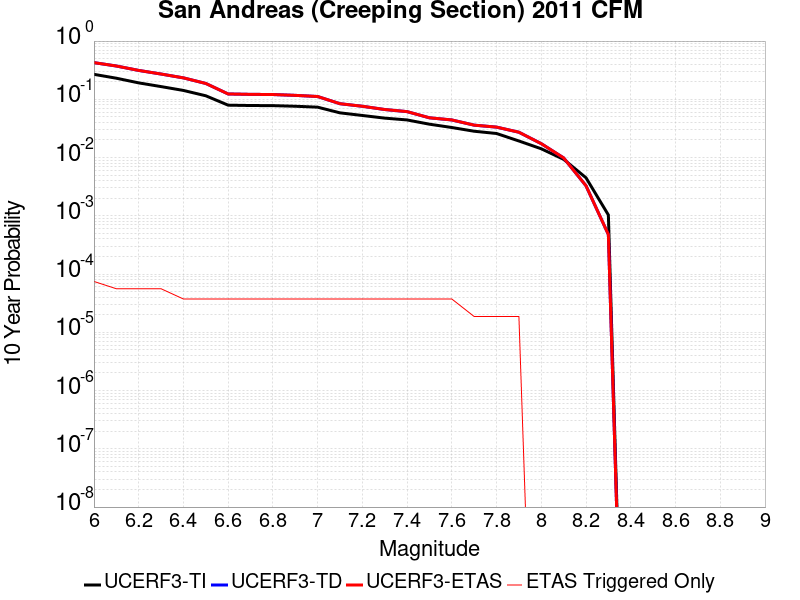 San Andreas (Creeping Section) 2011 CFM
10 0
10 -1
10 -2
10 -3
10 -4
10 -5
10 -6
10 -7
10 -8
10 Year Probability
6 6.2 6.4 6.6 6.8 7 7.2 7.4 7.6 7.8 8 8.2 8.4 8.6 8.8 9
Magnitude
UCERF3-TI UCERF3-TD UCERF3-ETAS ETAS Triggered Only